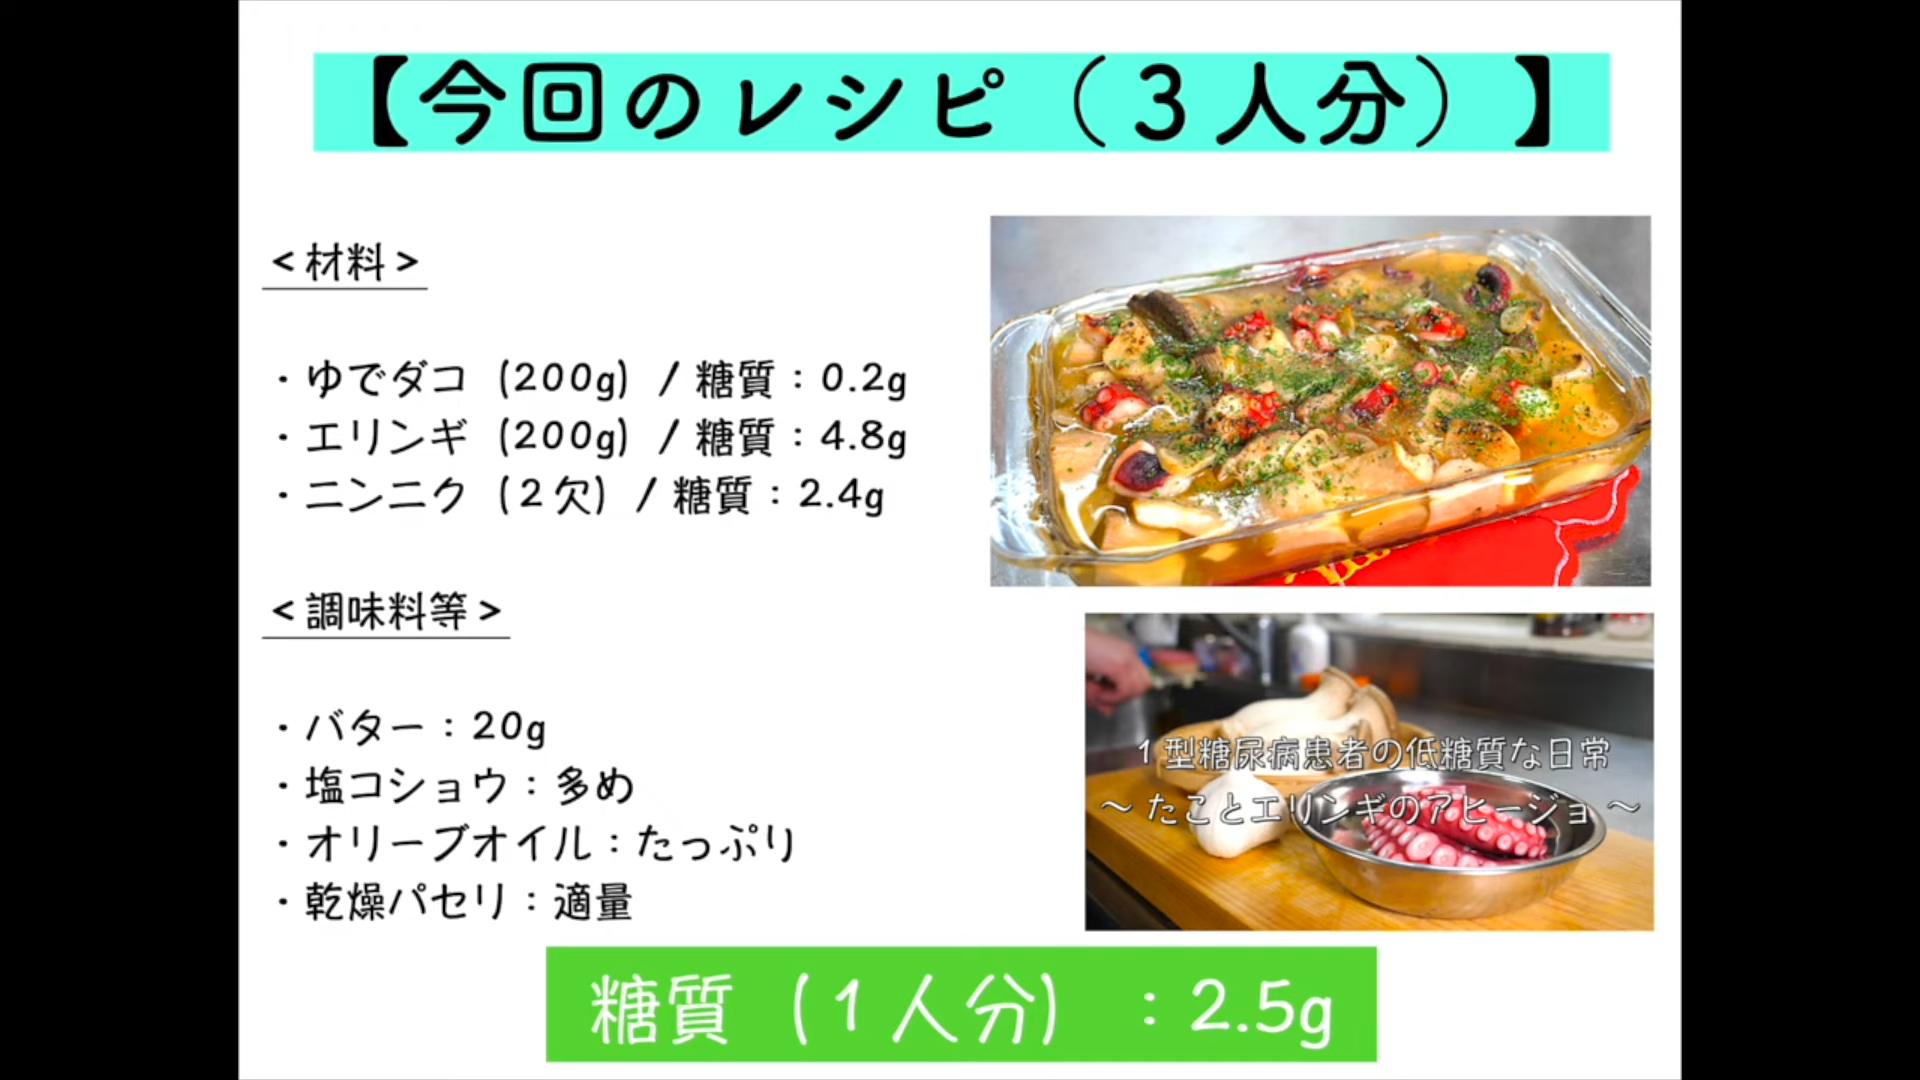 【今回のレシピ（３人分）】
＜材料＞
・ゆでダコ（200g）/ 糖質：0.2g
・エリンギ（200g）/ 糖質：4.8g
・ニンニク（２欠）/ 糖質：2.4g
＜調味料等＞
・バター：20g
・塩コショウ：多め
・オリーブオイル：たっぷり
・乾燥パセリ：適量
１型糖尿病患者の低糖質な日常
～ たことエリンギのアヒージョ ～
糖質（１人分）：2.5g